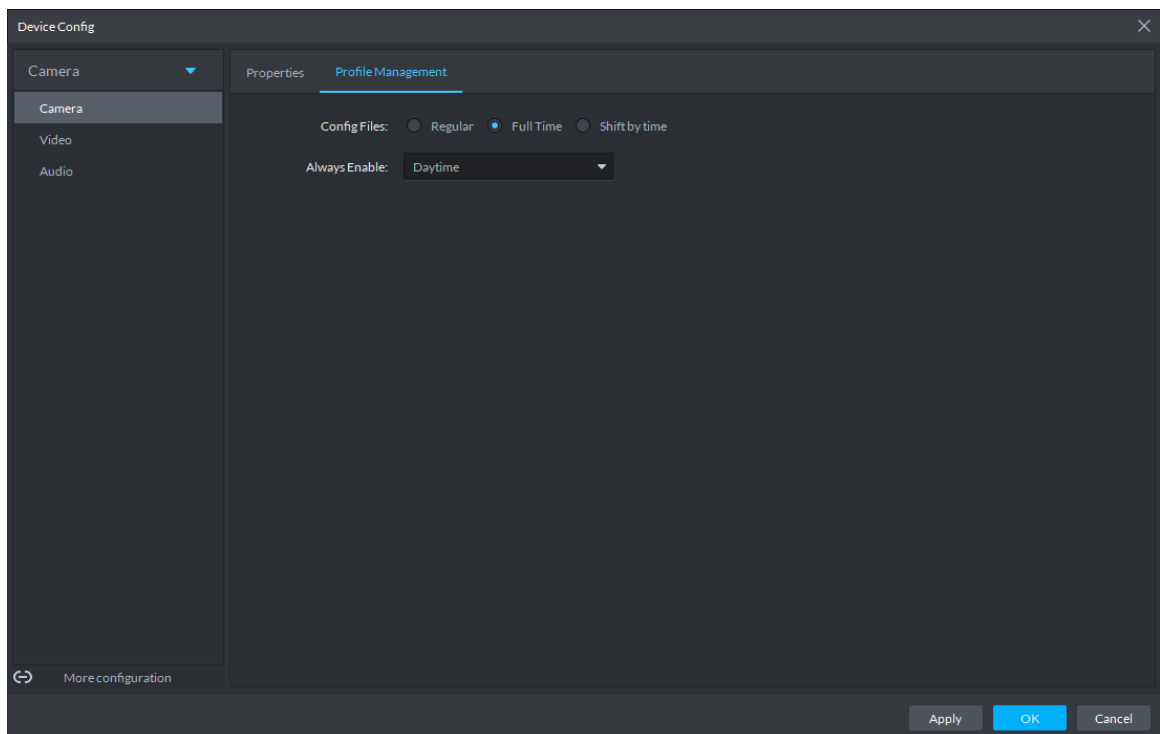 Device Config
Camera
Properties Profile Management
Camera
Video
Audio
Config Files: Regular Full Time Shift by time
Always Enable: Daytime
More configuration
Apply OK Cancel